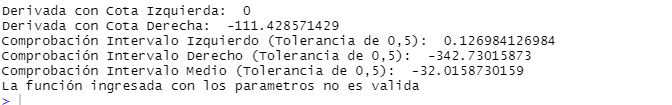 Derivada con Cota Izquierda:  0
Derivada con Cota Derecha:  -111.428571429
Comprobación Intervalo Izquierdo (Tolerancia de 0,5):  0.126984126984
Comprobación Intervalo Derecho (Tolerancia de 0,5):  -342.73015873
Comprobación Intervalo Medio (Tolerancia de 0,5):  -32.0158730159
La función ingresada con los parametros no es valida
>